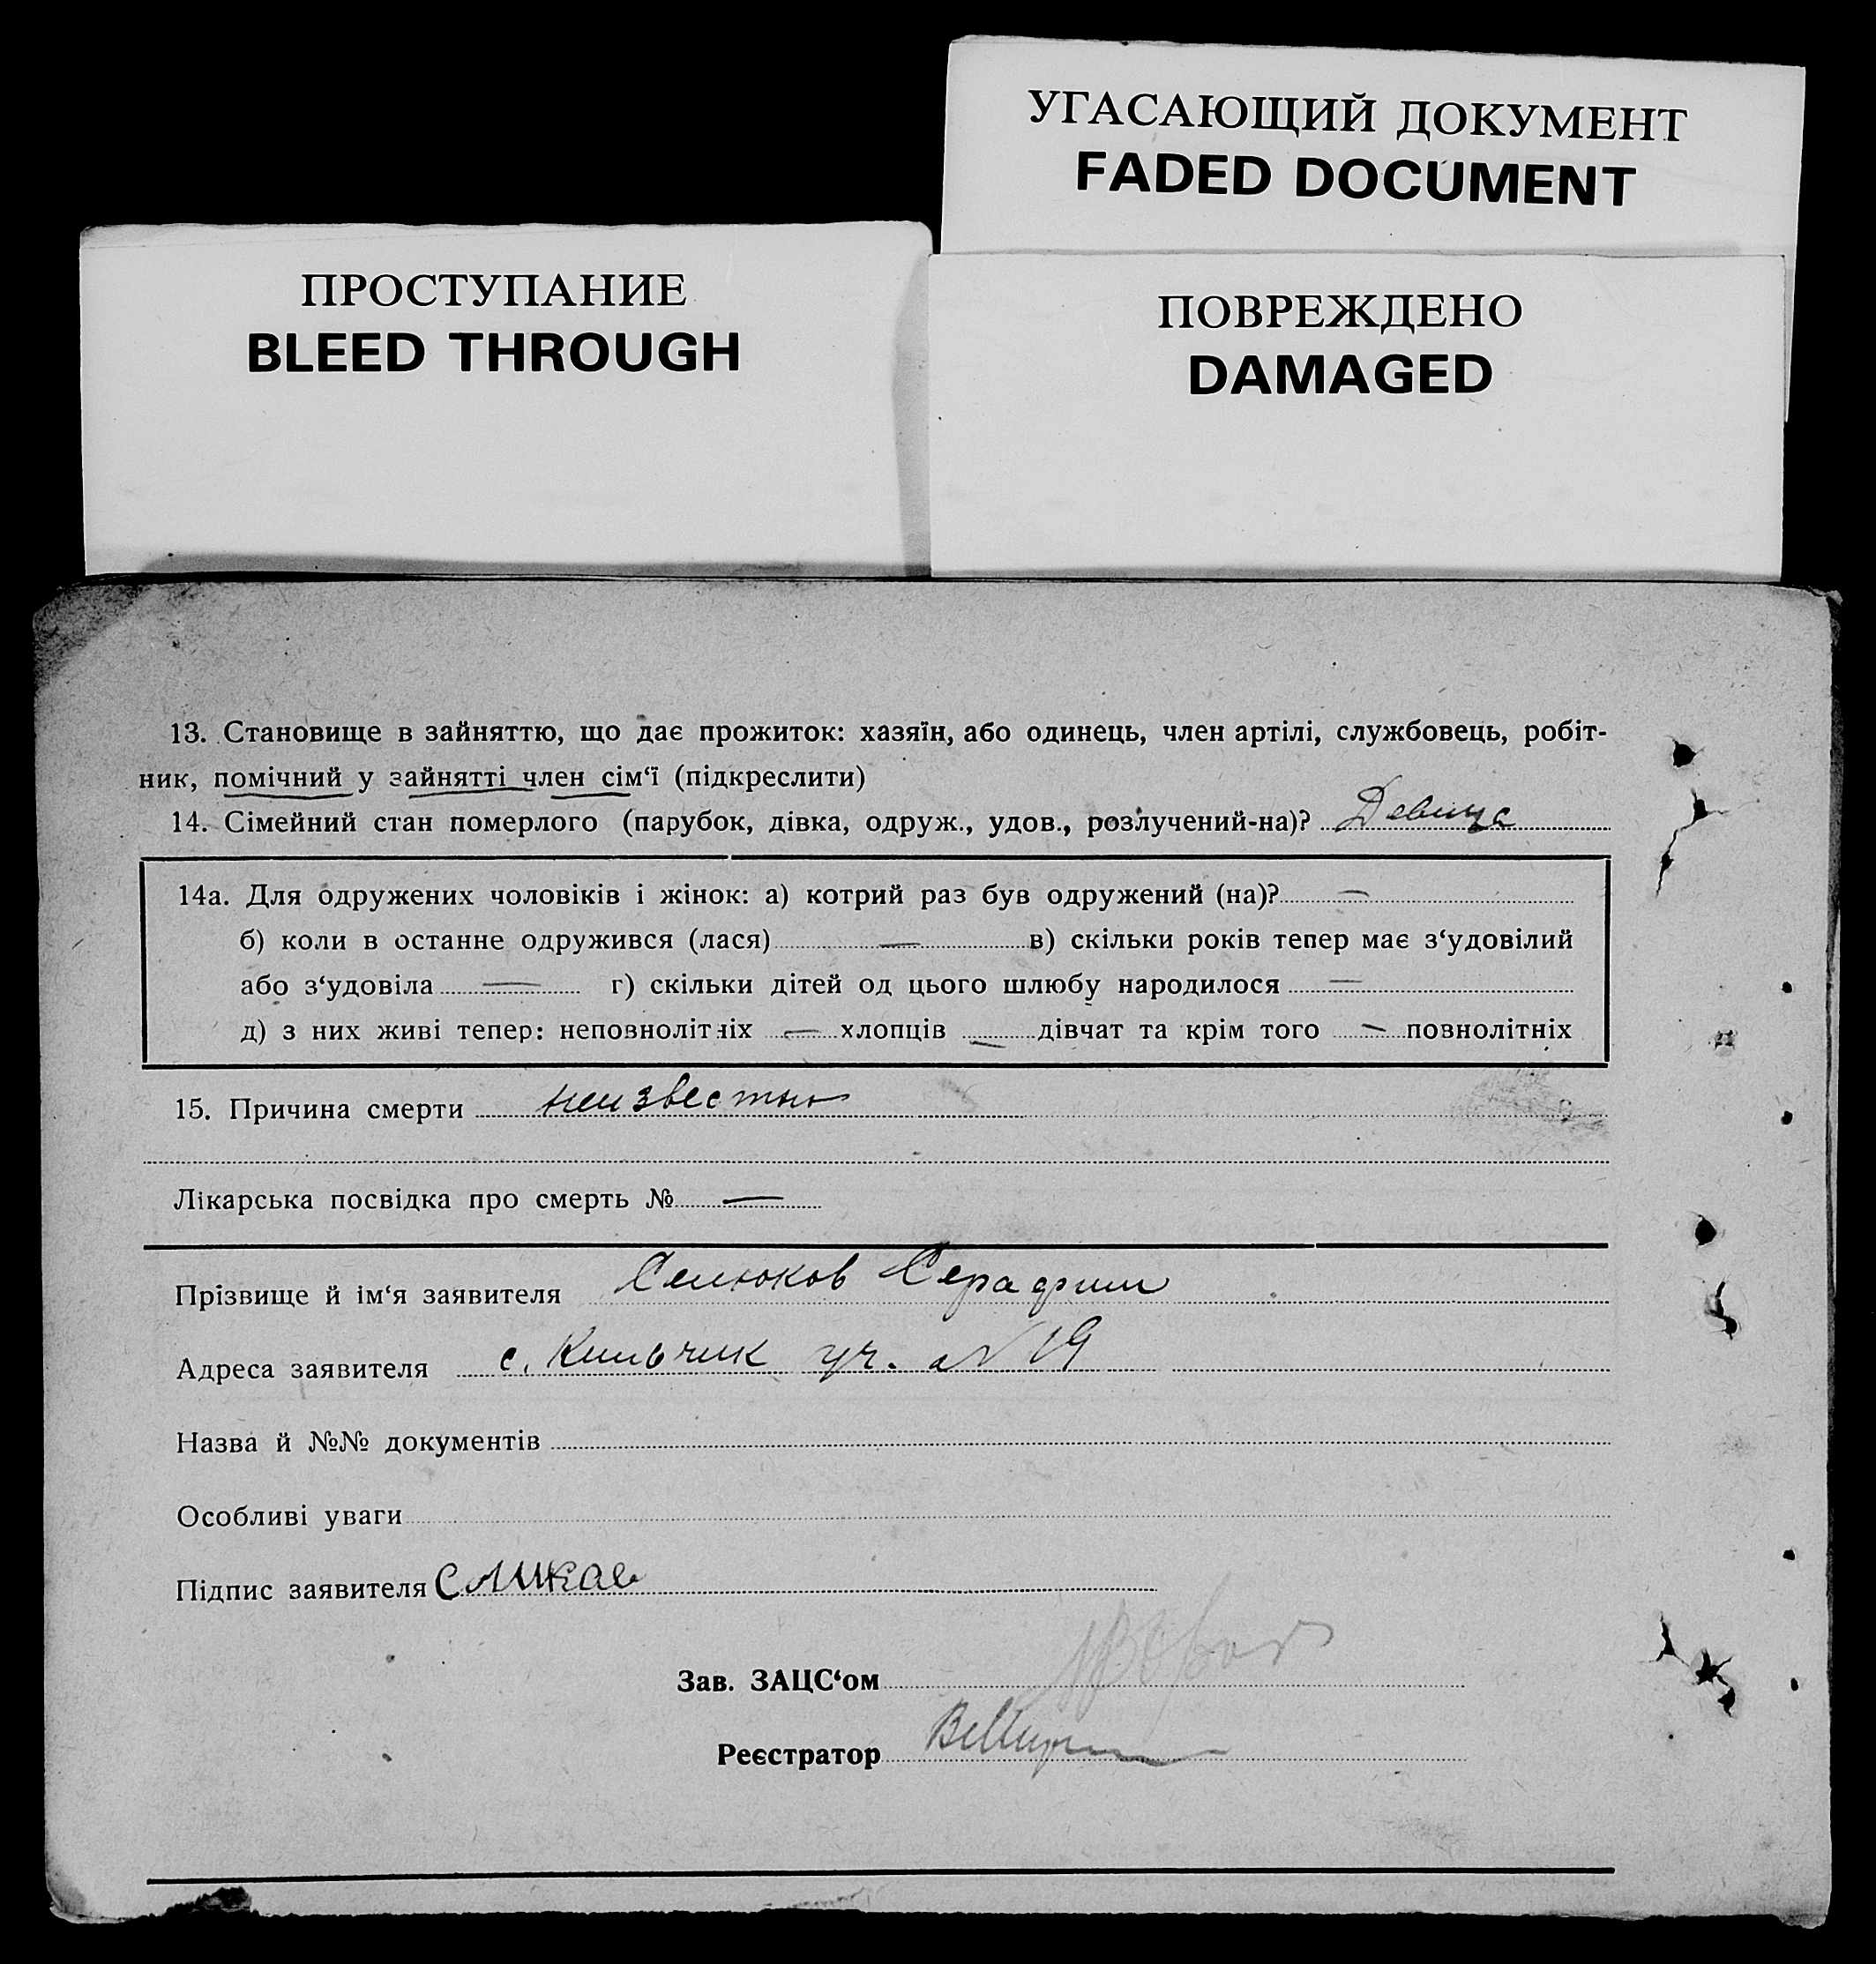 УГАСАЮЩИЙ ДОКУМЕНТ
FADED DOCUMENT
ПРОСТУПАНИЕ
BLEED THROUGH
ПОВРЕЖДЕНО
DAMAGED
13. Становище в зайняттю, що дає прожиток: хазяїн, або одинець, член артілі, службовець, робіт-
ник, помічний у зайнятті член сім‘ї (підкреслити)
14. Сімейний стан померлого (парубок, дівка, одруж., удов., розлучений-на)? Девица
14а. Для одружених чоловіків і жінок: а) котрий раз був одружений (на)? —
б) коли в останне одружився (лася) — в) скільки років тепер має з‘удовілий
або з‘удовіла — г) скільки дітей од цього шлюбу народилося —
д) з них живі тепер: неповнолітніх — хлопців — дівчат та крім того — повнолітніх
15. Причина смерти неизвестно
Лікарська посвідка про смерть № —
Прізвище й ім‘я заявителя Селюков Серафим
Адреса заявителя с. Кильчик уч. № 19
Назва й №№ документів
Особливі уваги
Підпис заявителя
Зав. ЗАЦС‘ом
Реєстратор